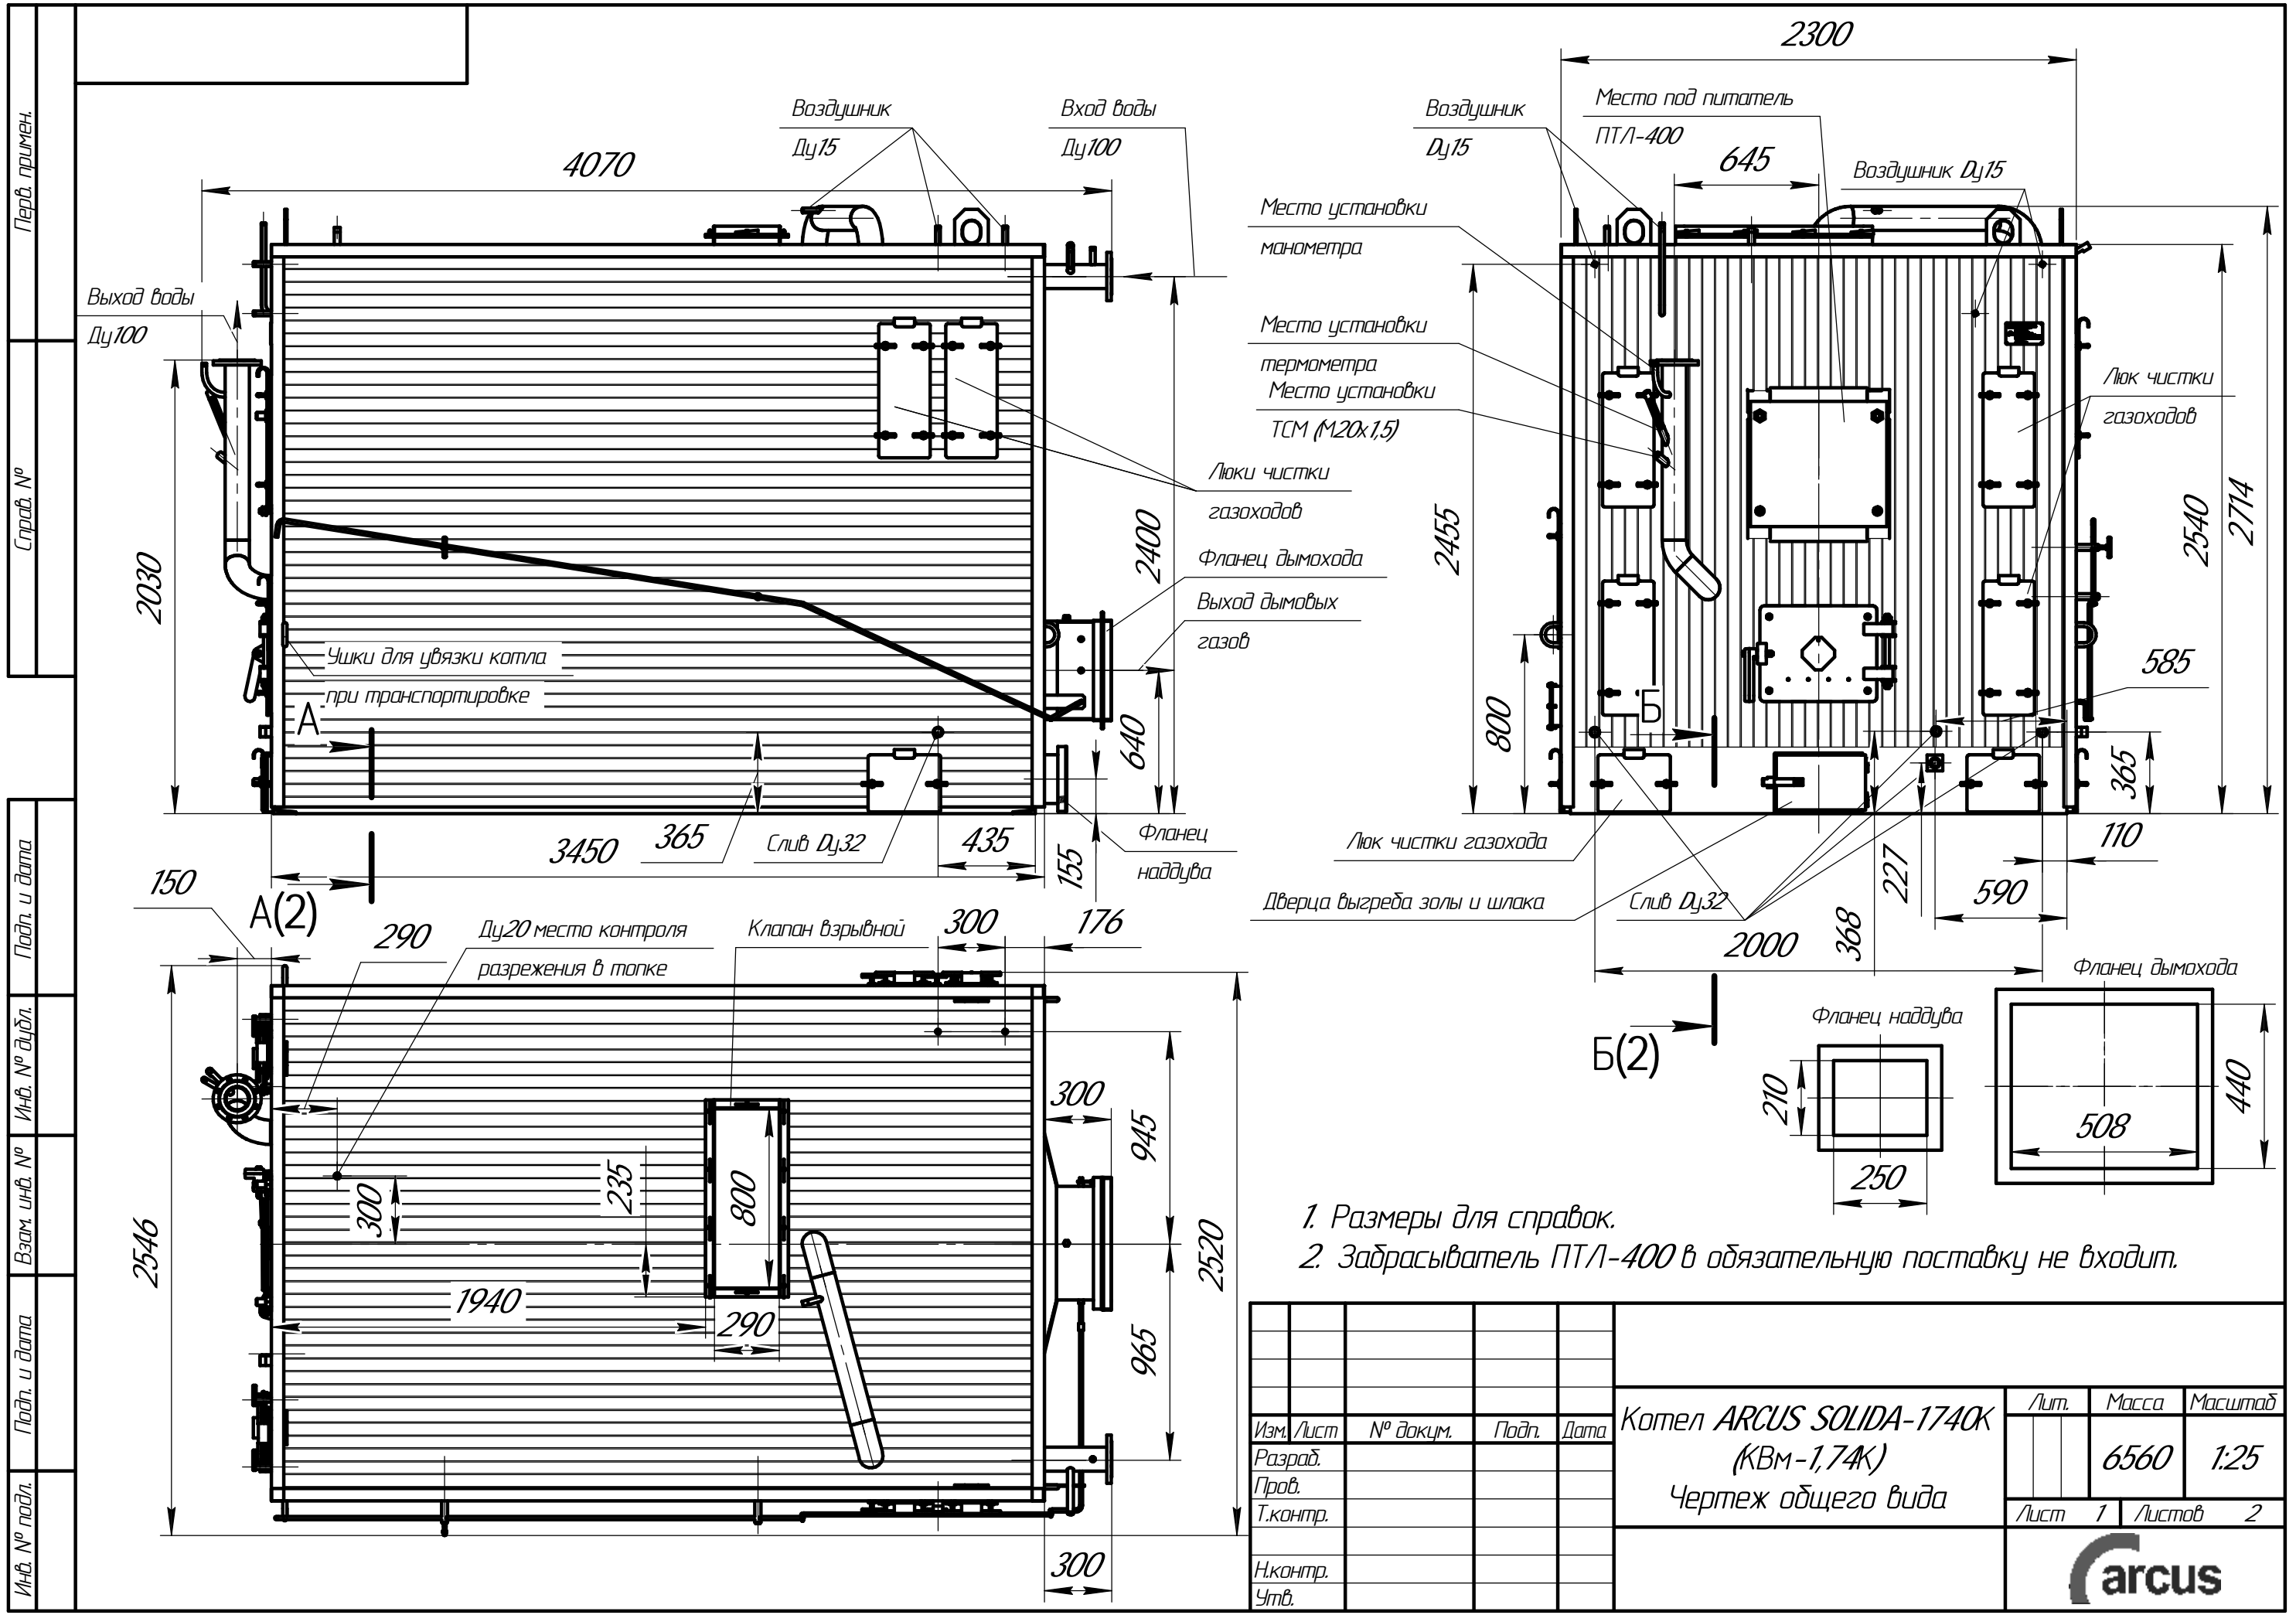 Перв. примен.
Справ. №
Подп. и дата
Инв. № дубл.
Взам. инв. №
Подп. и дата
Инв. № подл.
4070
Воздушник
Ду15
Вход воды
Ду100
Выход воды
Ду100
2030
Люки чистки
газоходов
2400
Фланец дымохода
Выход дымовых
газов
Ушки для увязки котла
при транспортировке
А
640
3450
365
Слив Dy32
435
155
Фланец
наддува
А(2)
2300
Воздушник
Dy15
Место под питатель
ПТЛ-400
645
Воздушник Dy15
Место установки
манометра
Место установки
термометра
Место установки
ТСМ (М20х1,5)
Люк чистки
газоходов
2455
2540
2714
800
Б
585
365
110
Люк чистки газохода
227
590
Дверца выгреба золы и шлака
Слив Dy32
368
2000
Б(2)
150
290
Ду20 место контроля
разрежения в топке
Клапан взрывной
300
176
300
945
235
800
300
2546
2520
1940
290
965
300
Фланец дымохода
Фланец наддува
210
250
440
508
1. Размеры для справок.
2. Забрасыватель ПТЛ-400 в обязательную поставку не входит.
Изм. Лист № докум. Подп. Дата
Разраб.
Пров.
Т.контр.
Н.контр.
Утв.
Котел ARCUS SOLIDA-1740К
(КВм-1,74К)
Чертеж общего вида
Лит. Масса Масштаб
6560 1:25
Лист 1 Листов 2
arcus